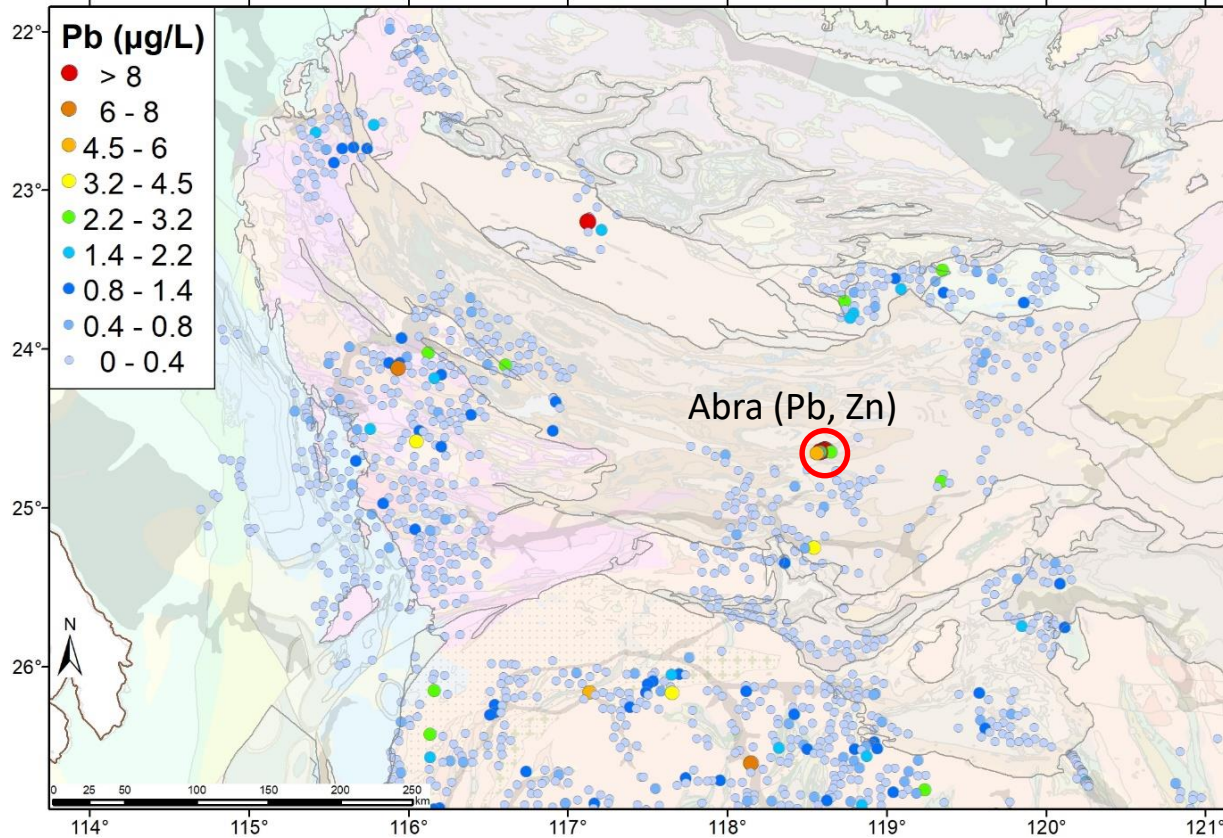 22°
23°
24°
25°
26°
Pb (µg/L)
> 8
6 - 8
4.5 - 6
3.2 - 4.5
2.2 - 3.2
1.4 - 2.2
0.8 - 1.4
0.4 - 0.8
0 - 0.4
Abra (Pb, Zn)
N
0 25 50 100 150 200 250
km
114° 115° 116° 117° 118° 119° 120° 121°